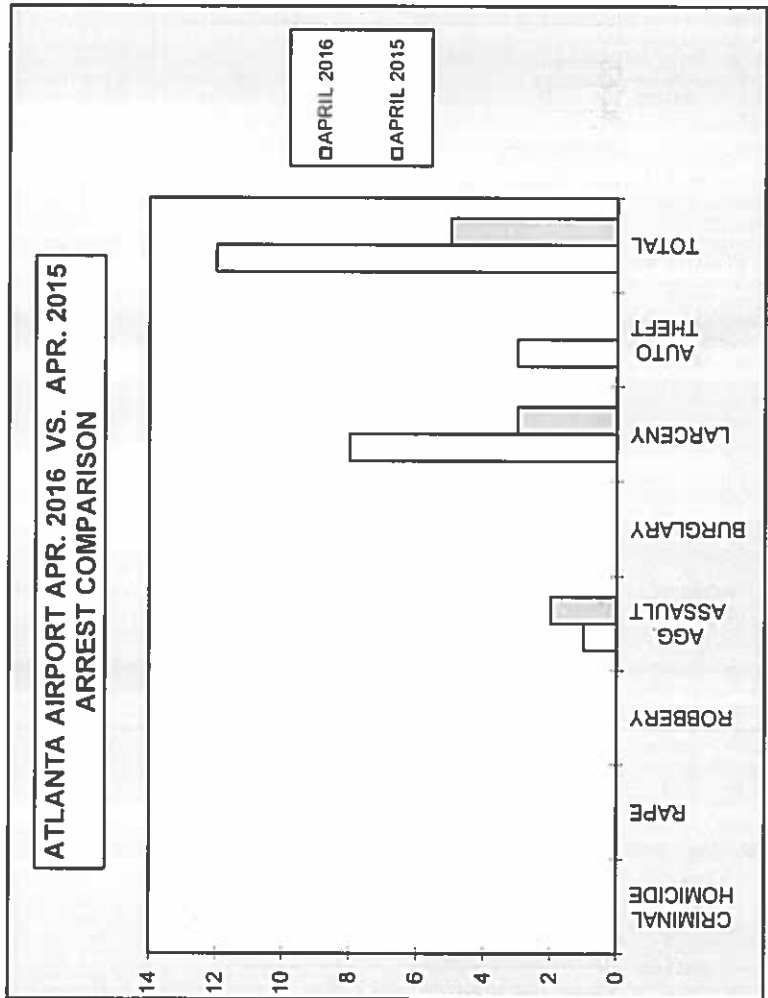 ATLANTA AIRPORT APR. 2016 VS. APR. 2015
ARREST COMPARISON
14
12
10
8
6
4
2
0
CRIMINAL
HOMICIDE
RAPE
ROBBERY
AGG.
ASSAULT
BURGLARY
LARCENY
AUTO
THEFT
TOTAL
APRIL 2016
APRIL 2015